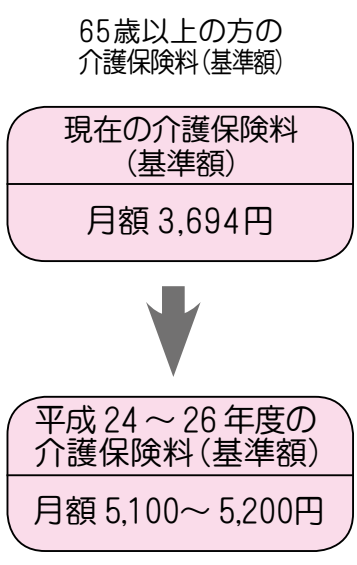 65歳以上の方の
介護保険料(基準額)
現在の介護保険料
(基準額)
月額 3,694円
平成 24～26 年度の
介護保険料(基準額)
月額 5,100～5,200円